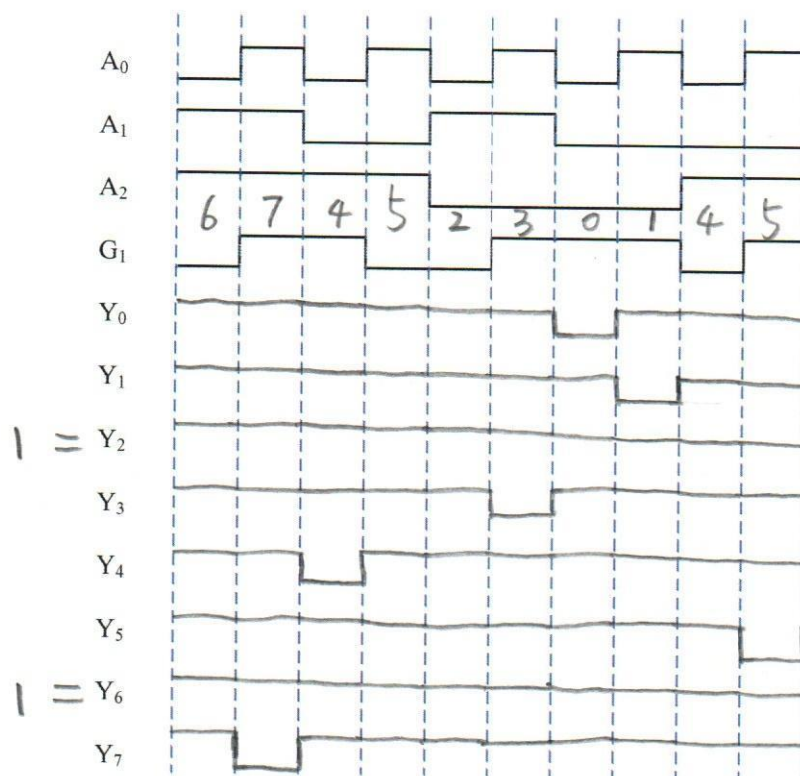 A₀
A₁
A₂
6 7 4 5 2 3 0 1 4 5
G₁
Y₀
Y₁
1 = Y₂
Y₃
Y₄
Y₅
1 = Y₆
Y₇